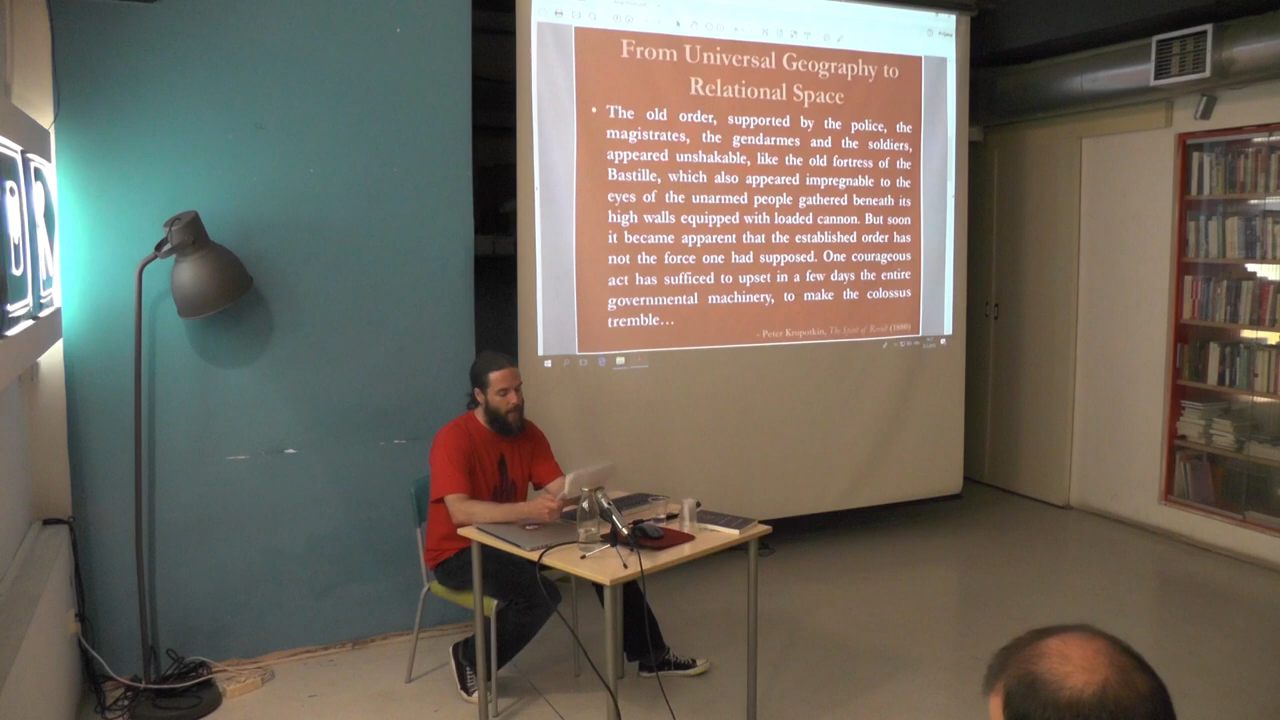 From Universal Geography to
Relational Space
• The old order, supported by the police, the
magistrates, the gendarmes and the soldiers,
appeared unshakable, like the old fortress of the
Bastille, which also appeared impregnable to the
eyes of the unarmed people gathered beneath its
high walls equipped with loaded cannon. But soon
it became apparent that the established order has
not the force one had supposed. One courageous
act has sufficed to upset in a few days the entire
governmental machinery, to make the colossus
tremble…
- Peter Kropotkin, The Spirit of Revolt (1880)